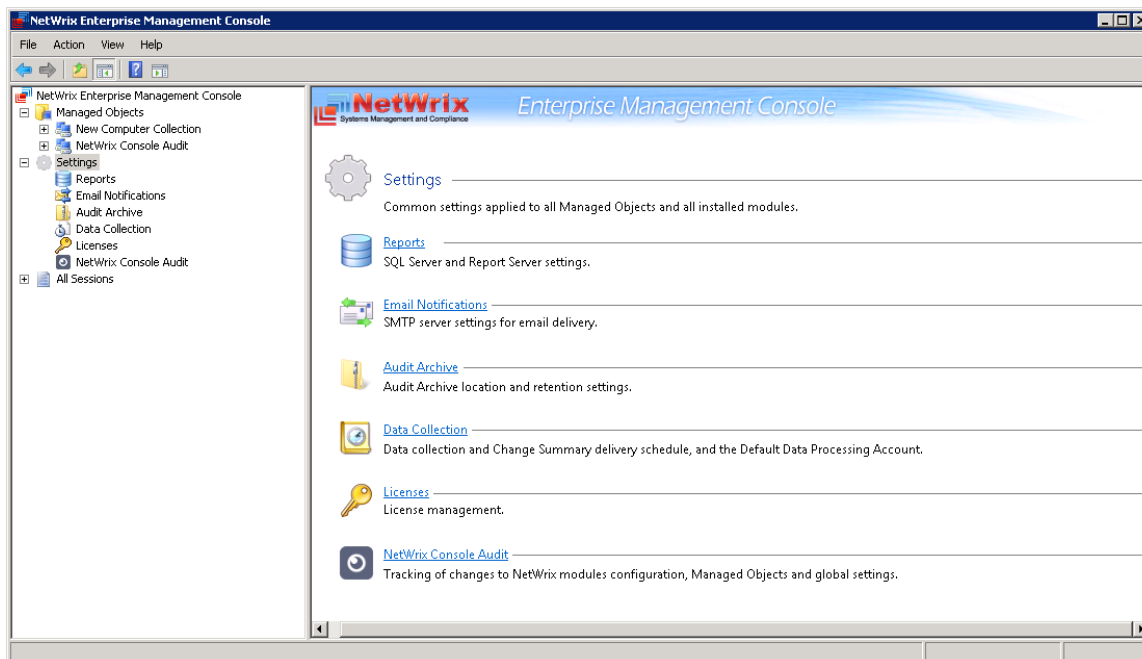 NetWrix Enterprise Management Console
File Action View Help
NetWrix Enterprise Management Console
Managed Objects
New Computer Collection
NetWrix Console Audit
Settings
Reports
Email Notifications
Audit Archive
Data Collection
Licenses
NetWrix Console Audit
All Sessions
NetWrix
Systems Management and Compliance
Enterprise Management Console
Settings
Common settings applied to all Managed Objects and all installed modules.
Reports
SQL Server and Report Server settings.
Email Notifications
SMTP server settings for email delivery.
Audit Archive
Audit Archive location and retention settings.
Data Collection
Data collection and Change Summary delivery schedule, and the Default Data Processing Account.
Licenses
License management.
NetWrix Console Audit
Tracking of changes to NetWrix modules configuration, Managed Objects and global settings.